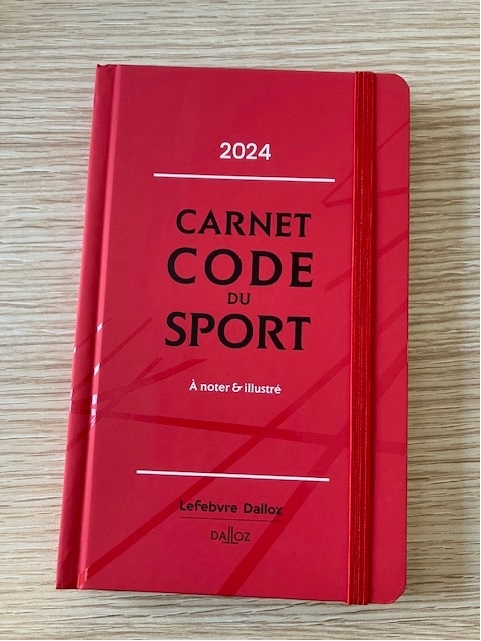 2024
CARNET
CODE
DU
SPORT
À noter & illustré
Lefebvre Dalloz
DALLOZ